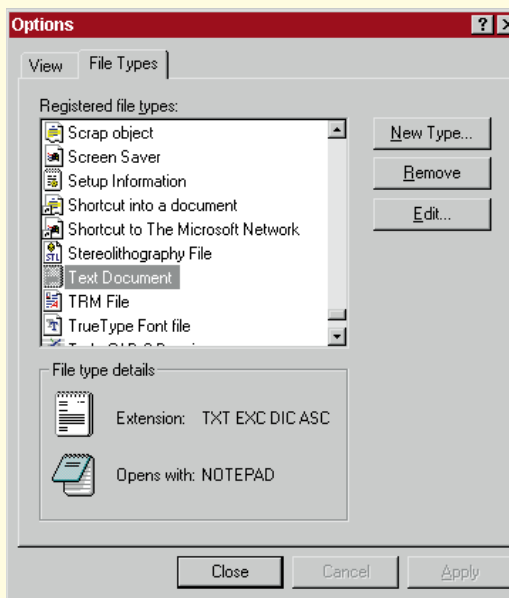 Options
View
File Types
Registered file types:
Scrap object
Screen Saver
Setup Information
Shortcut into a document
Shortcut to The Microsoft Network
Stereolithography File
STL
Text Document
TRM File
TrueType Font file
New Type...
Remove
Edit...
File type details
Extension: TXT EXC DIC ASC
Opens with: NOTEPAD
Close
Cancel
Apply